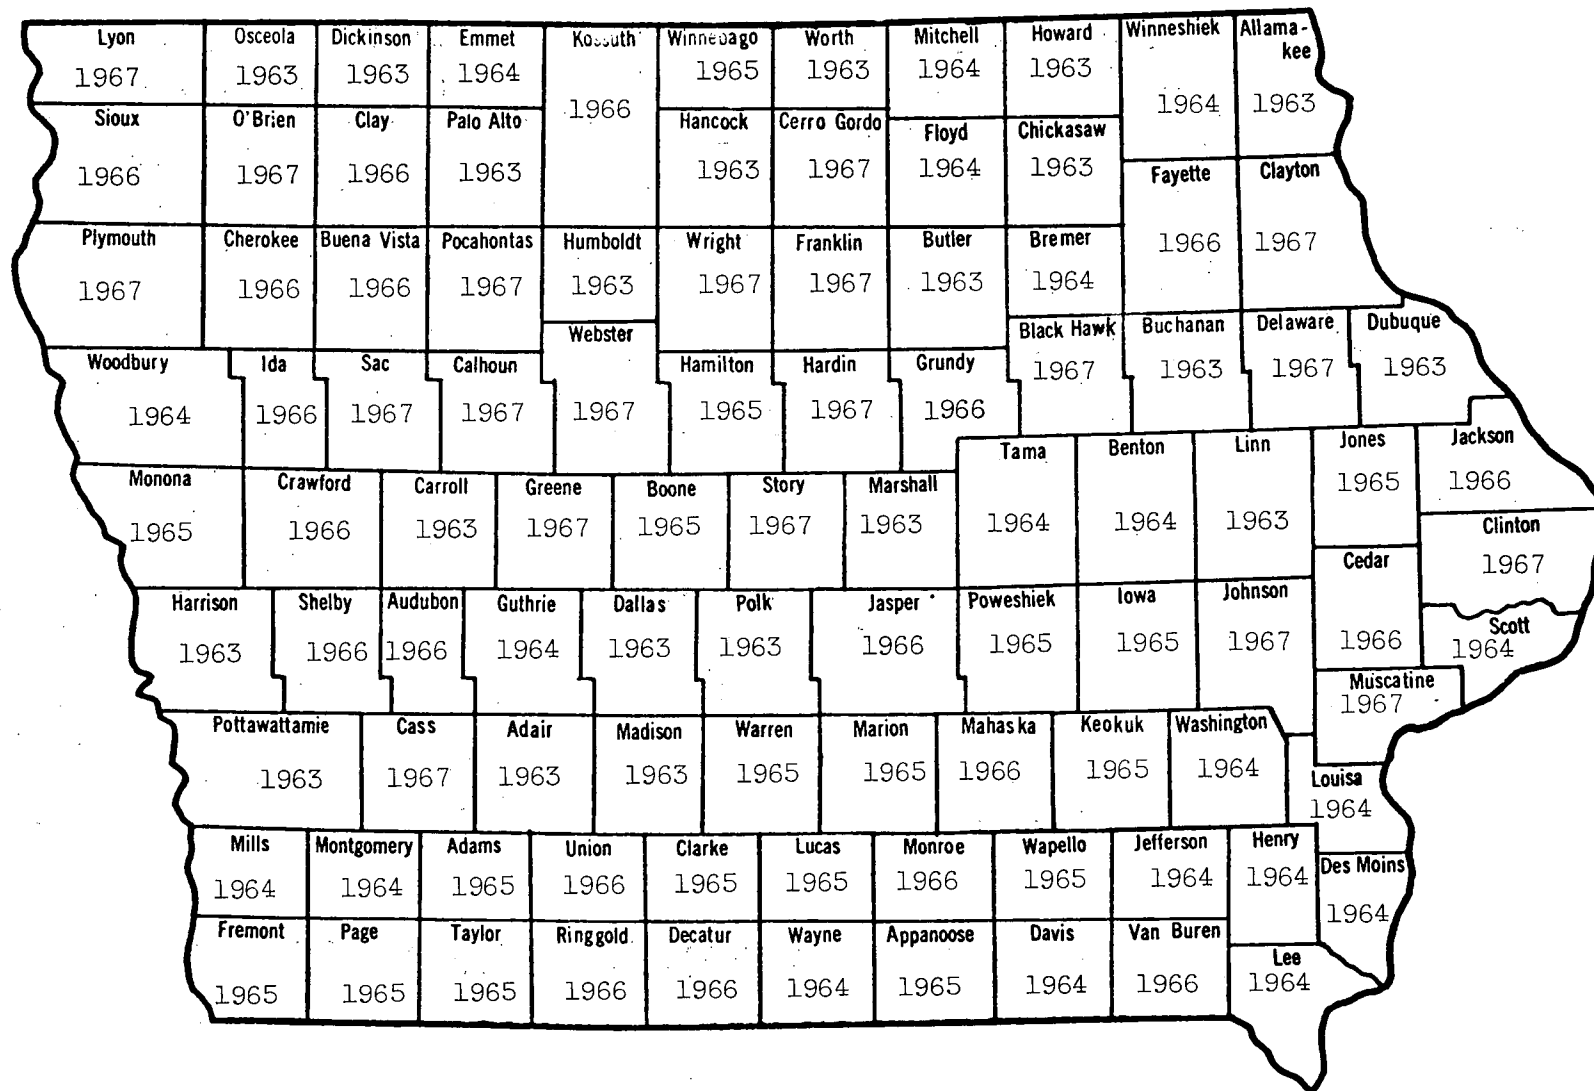 Lyon Osceola Dickinson Emmet Kossuth Winnebago Worth Mitchell Howard Winneshiek Allama-
kee
1967 1963 1963 1964 1966 1965 1963 1964 1963 1964 1963
Sioux O'Brien Clay Palo Alto Hancock Cerro Gordo Floyd Chickasaw
1966 1967 1966 1963 1963 1967 1964 1963
Fayette Clayton
1966 1967
Plymouth Cherokee Buena Vista Pocahontas Humboldt Wright Franklin Butler Bremer
1967 1966 1966 1967 1963 1967 1967 1963 1964
Webster Black Hawk Buchanan Delaware Dubuque
1967 1967 1963 1967 1963
Woodbury Ida Sac Calhoun Hamilton Hardin Grundy
1964 1966 1967 1967 1965 1967 1966
Tama Benton Linn Jones Jackson
1964 1964 1963 1965 1966
Monona Crawford Carroll Greene Boone Story Marshall
1965 1966 1963 1967 1965 1967 1963
Clinton
1967
Cedar
1966
Harrison Shelby Audubon Guthrie Dallas Polk Jasper Poweshiek Iowa Johnson
1963 1966 1966 1964 1963 1963 1966 1965 1965 1967
Scott
1964
Muscatine
1967
Pottawattamie Cass Adair Madison Warren Marion Mahaska Keokuk Washington
1963 1967 1963 1963 1965 1965 1966 1965 1964
Louisa
1964
Mills Montgomery Adams Union Clarke Lucas Monroe Wapello Jefferson Henry
1964 1964 1965 1966 1965 1965 1966 1965 1964 1964
Des Moins
1964
Fremont Page Taylor Ringgold Decatur Wayne Appanoose Davis Van Buren
1965 1965 1965 1966 1966 1964 1965 1964 1966
Lee
1964